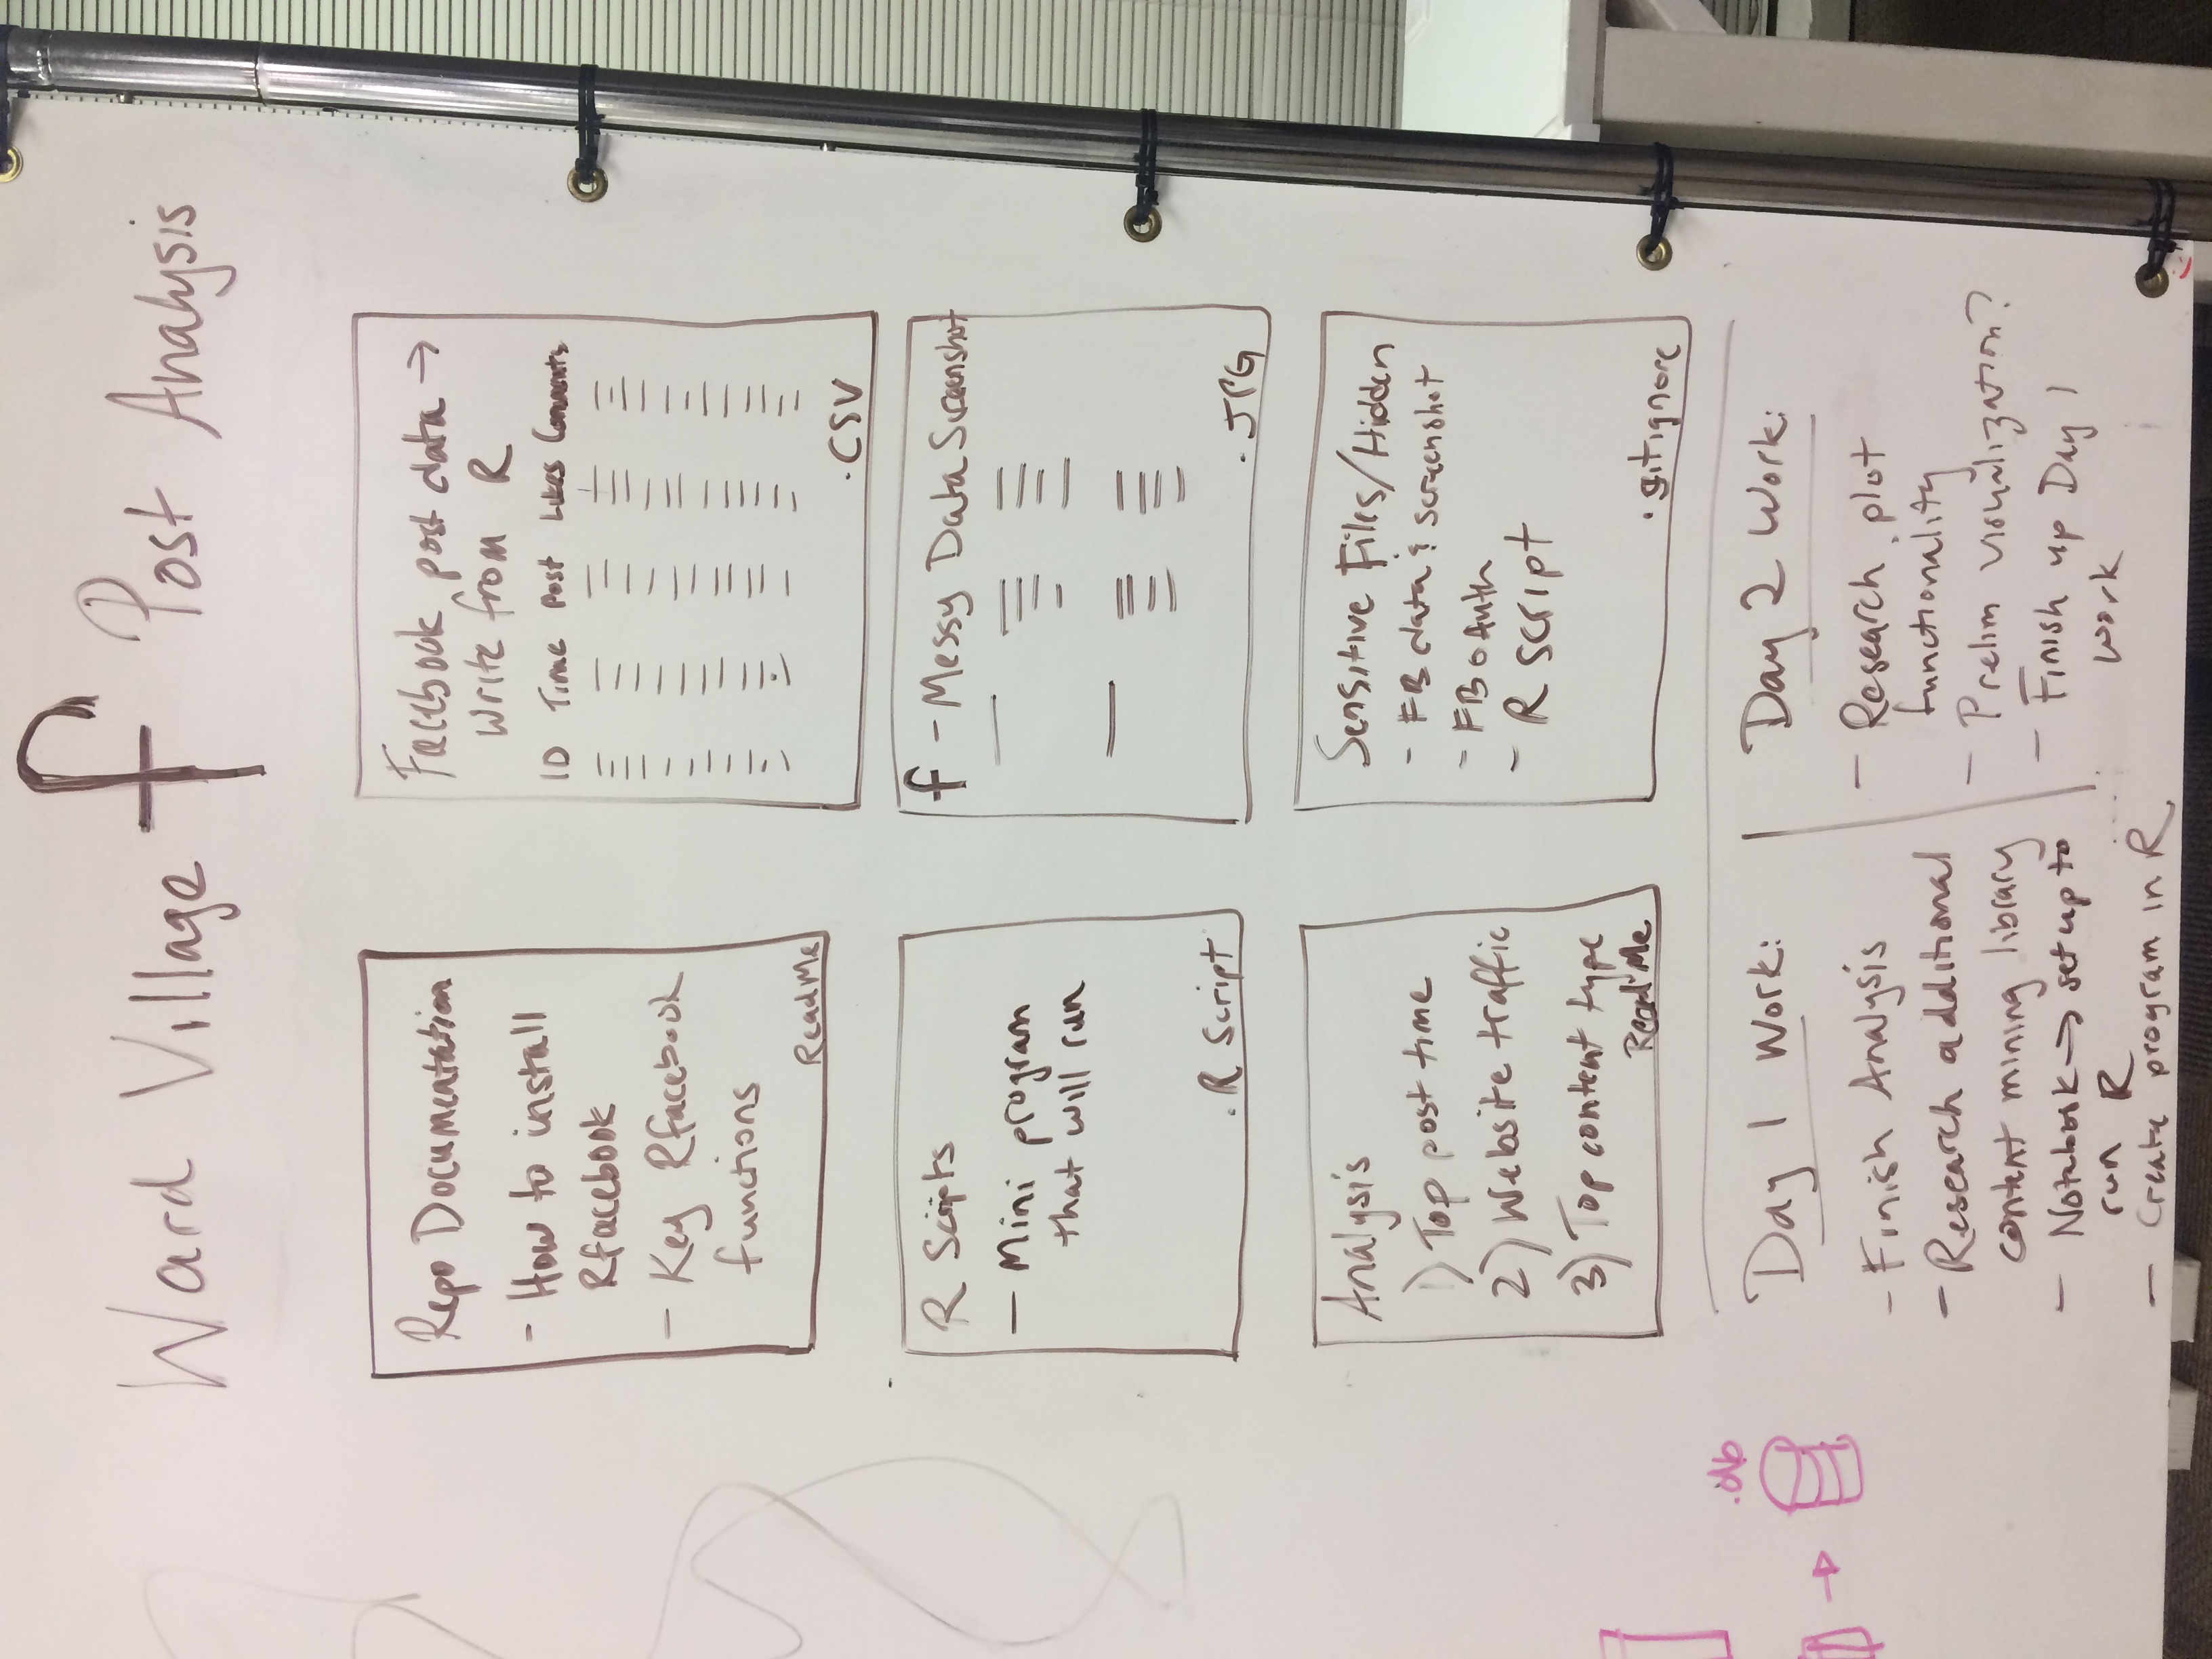 Ward Village f Post Analysis
Repo Documentation
- How to install
Rfacebook
- Key Rfacebook
functions
ReadMe
Facebook post data →
Write from R
ID Time Post Likes Comments
.CSV
R Scripts
- Mini program
that will run
.R Script
f - Messy Data Screenshot
.JPG
Analysis
1) Top post time
2) Website traffic
3) Top content type
ReadMe
Sensitive Files/Hidden
- FB data & screenshot
- FB oAuth
- R script
.gitignore
.db
Day 1 Work:
- Finish Analysis
- Research additional
content mining library
- Notebook → set up to
run R
- Create program in R
Day 2 Work:
- Research plot
functionality
- Prelim visualization?
- Finish up Day 1
work